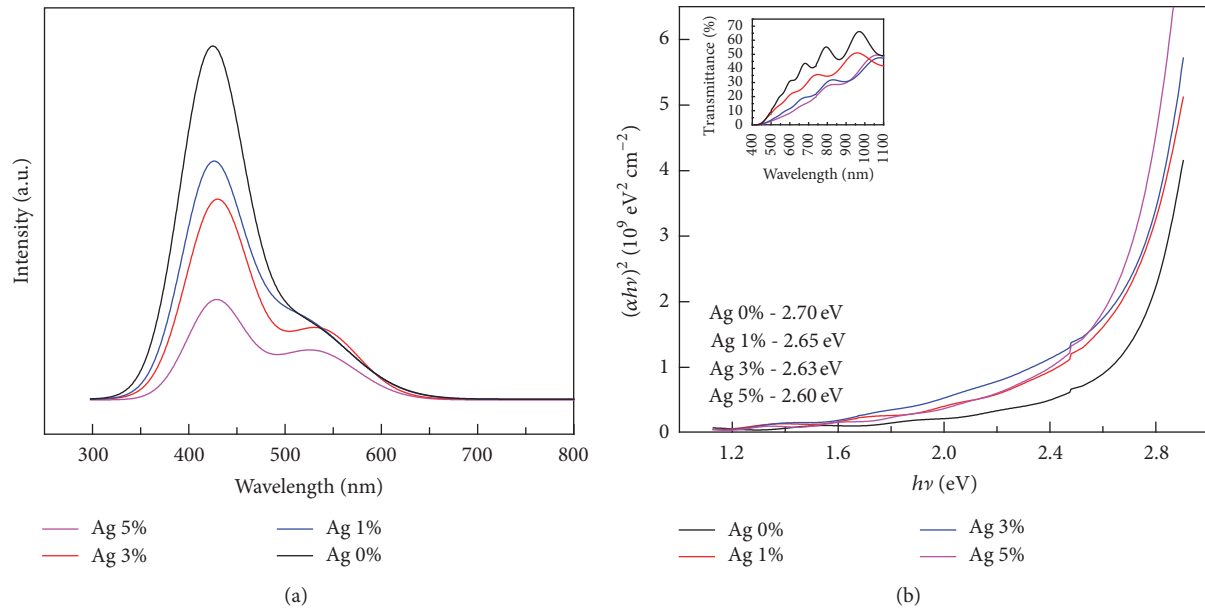 (a)
Intensity (a.u.)
300 400 500 600 700 800
Wavelength (nm)
Ag 5%
Ag 1%
Ag 3%
Ag 0%
(b)
(αhν)² (10⁹ eV² cm⁻²)
6
5
4
3
2
1
0
Transmittance (%)
70
60
50
40
30
20
10
0
400 500 600 700 800 900 1000 1100
Wavelength (nm)
Ag 0% - 2.70 eV
Ag 1% - 2.65 eV
Ag 3% - 2.63 eV
Ag 5% - 2.60 eV
1.2 1.6 2.0 2.4 2.8
hν (eV)
Ag 0%
Ag 3%
Ag 1%
Ag 5%
(a)
(b)